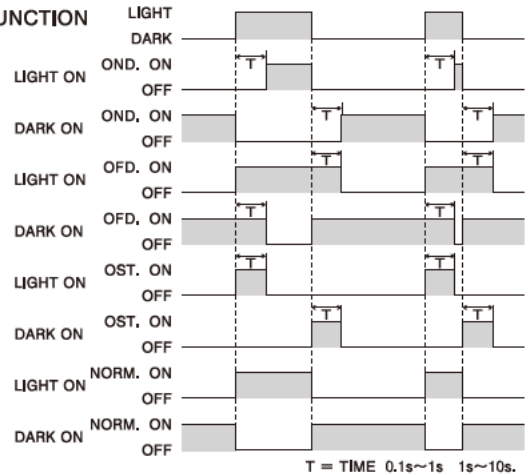 UNCTION
LIGHT
DARK
LIGHT ON OND. ON T T
OFF
DARK ON OND. ON T T
OFF
LIGHT ON OFD. ON T T
OFF
DARK ON OFD. ON T T
OFF
LIGHT ON OST. ON T T
OFF
DARK ON OST. ON T T
OFF
LIGHT ON NORM. ON
OFF
DARK ON NORM. ON
OFF
T = TIME 0.1s~1s 1s~10s.